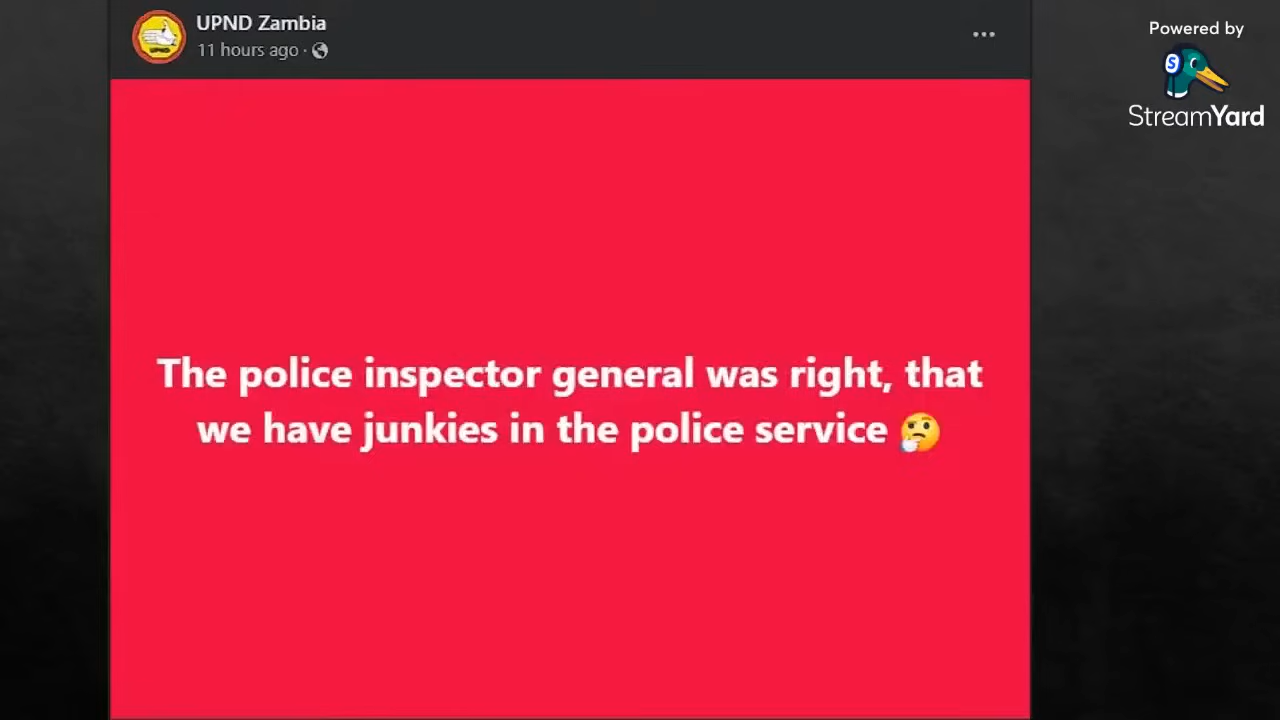 UPND Zambia
11 hours ago ·
Powered by
S
StreamYard
UPND
The police inspector general was right, that
we have junkies in the police service 🤔